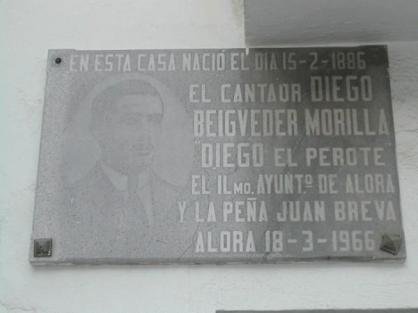 EN ESTA CASA NACIÓ EL DIA 15-2-1886
EL CANTAOR DIEGO
BEIGVEDER MORILLA
"DIEGO EL PEROTE
EL ILMO. AYUNTº DE ALORA
Y LA PEÑA JUAN BREVA
ALORA 18-3-1966